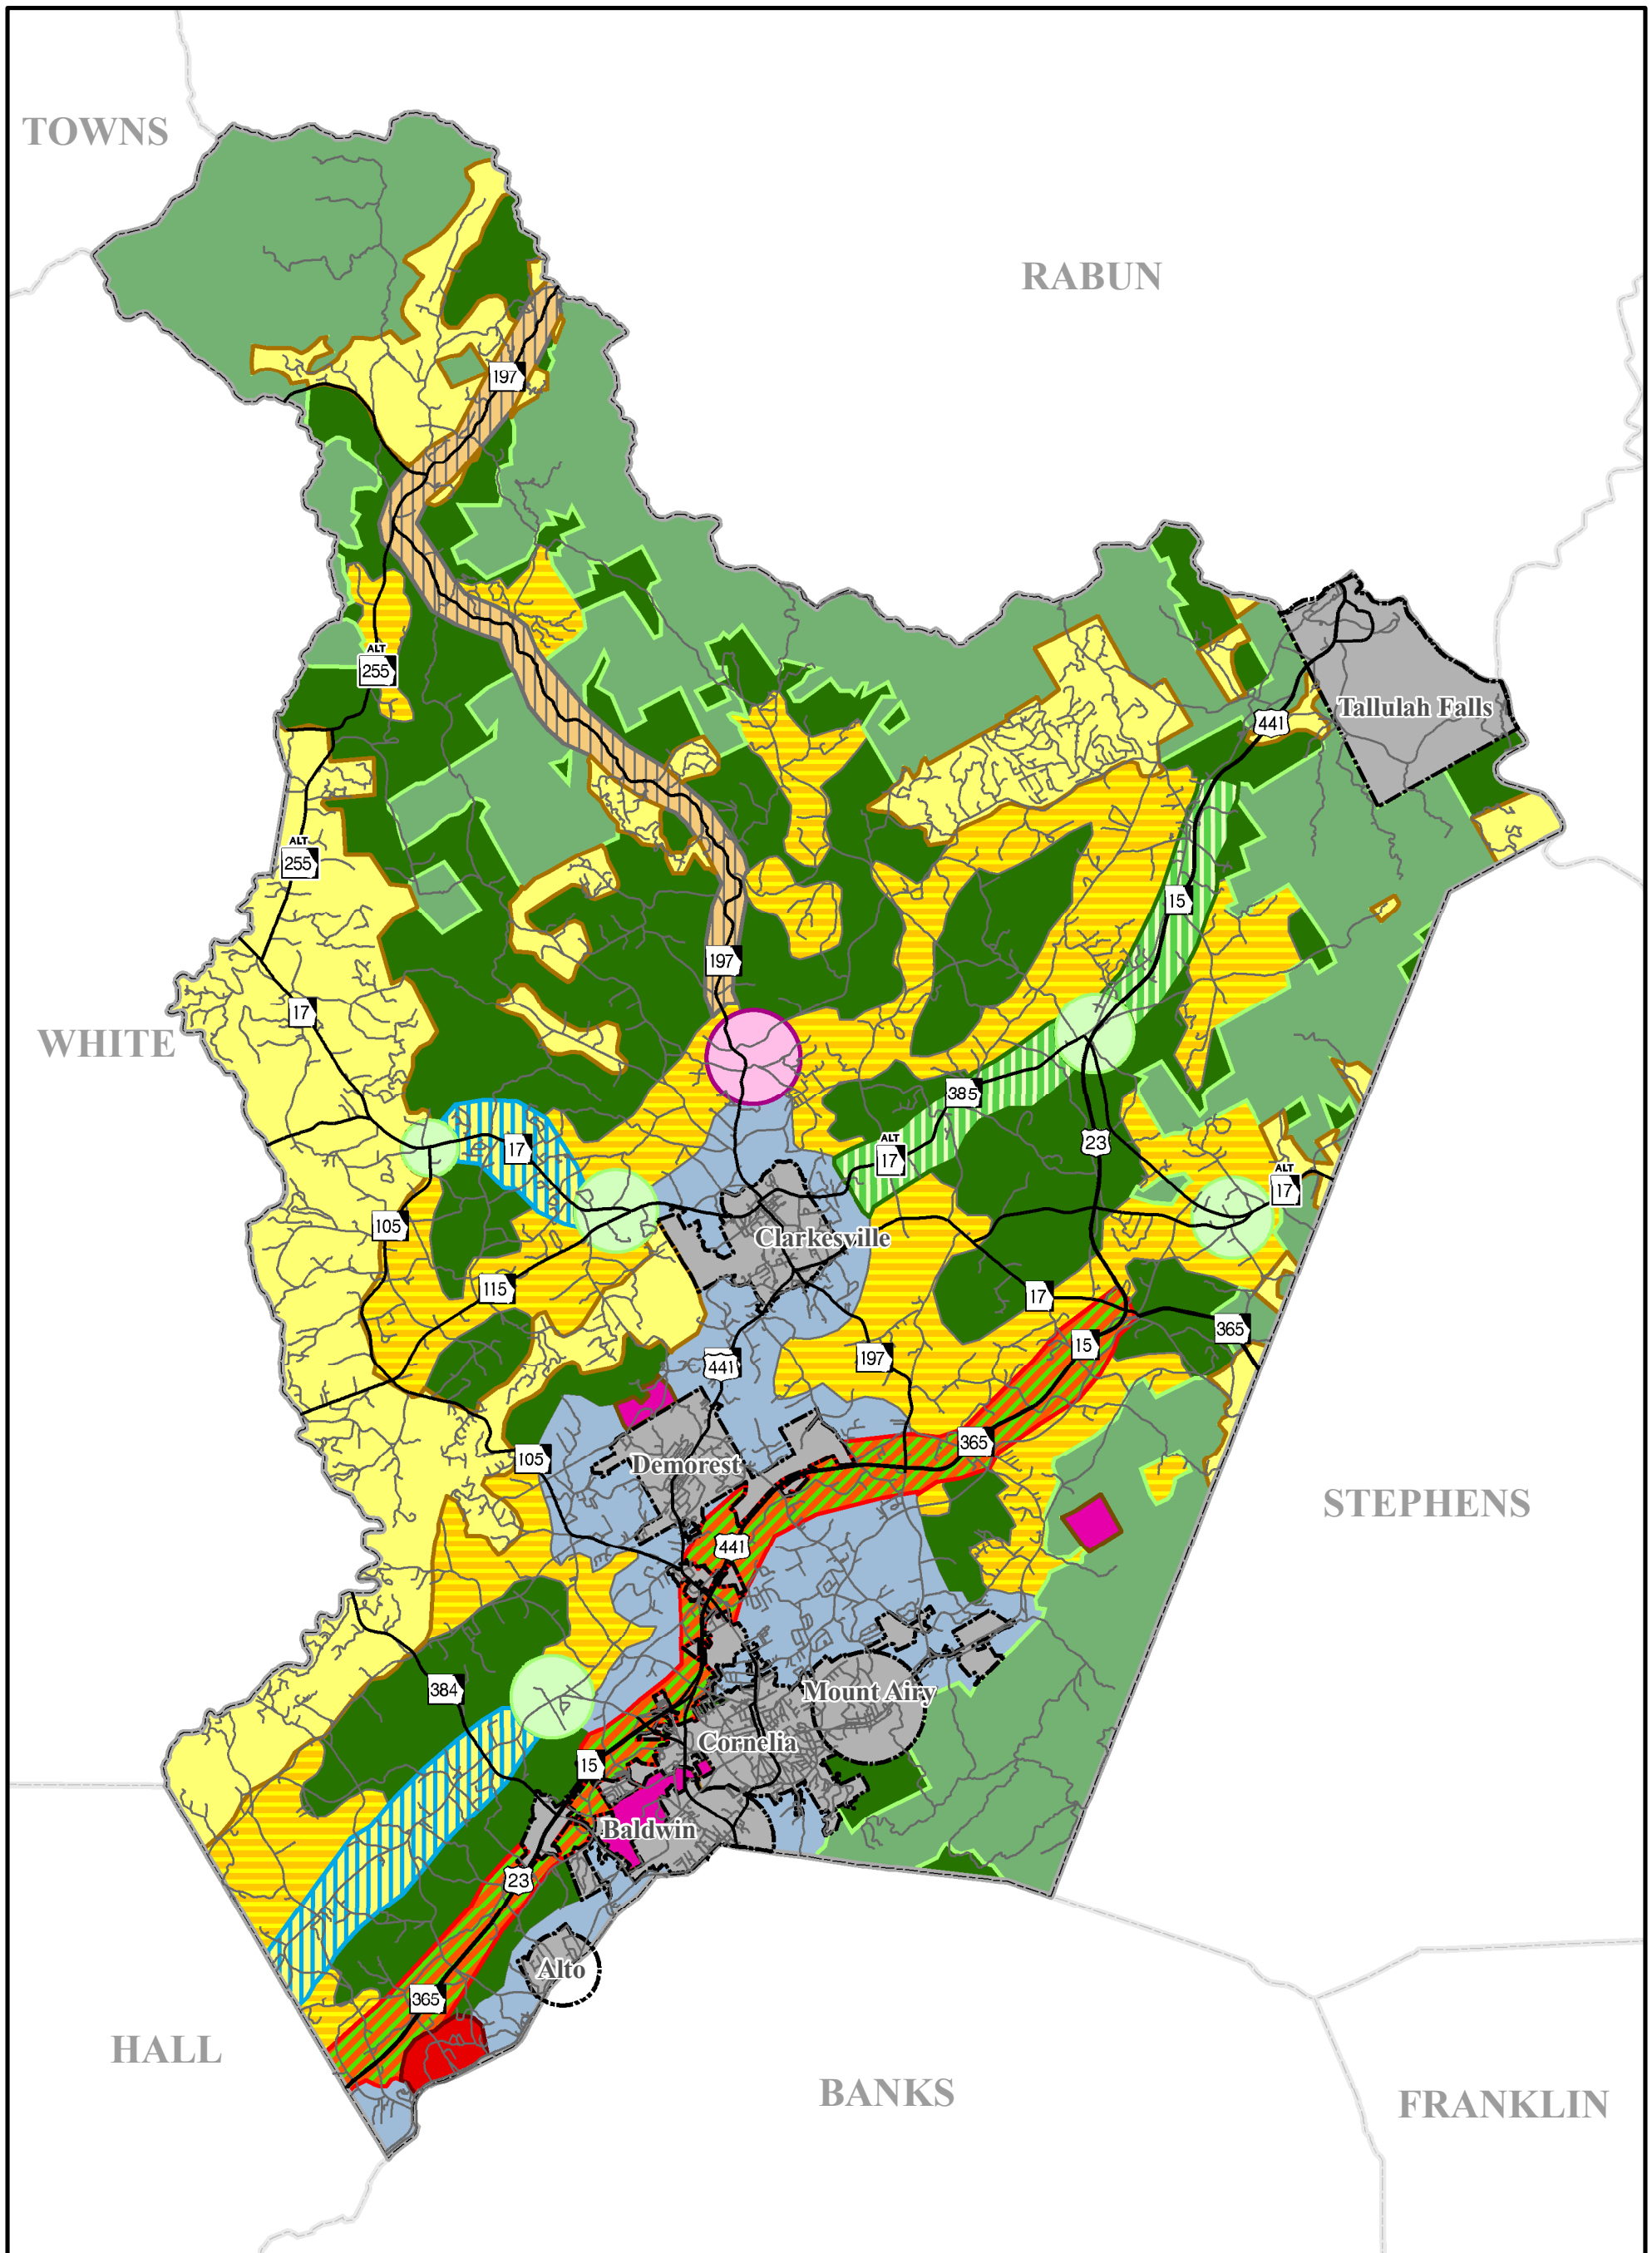 TOWNS
RABUN
197
ALT
255
441
Tallulah Falls
ALT
255
15
197
17
WHITE
385
ALT
17
23
17
ALT
17
105
Clarkesville
115
17
365
15
441
197
365
Demorest
105
STEPHENS
441
384
Mount Airy
Cornelia
15
Baldwin
23
Alto
365
HALL
BANKS
FRANKLIN